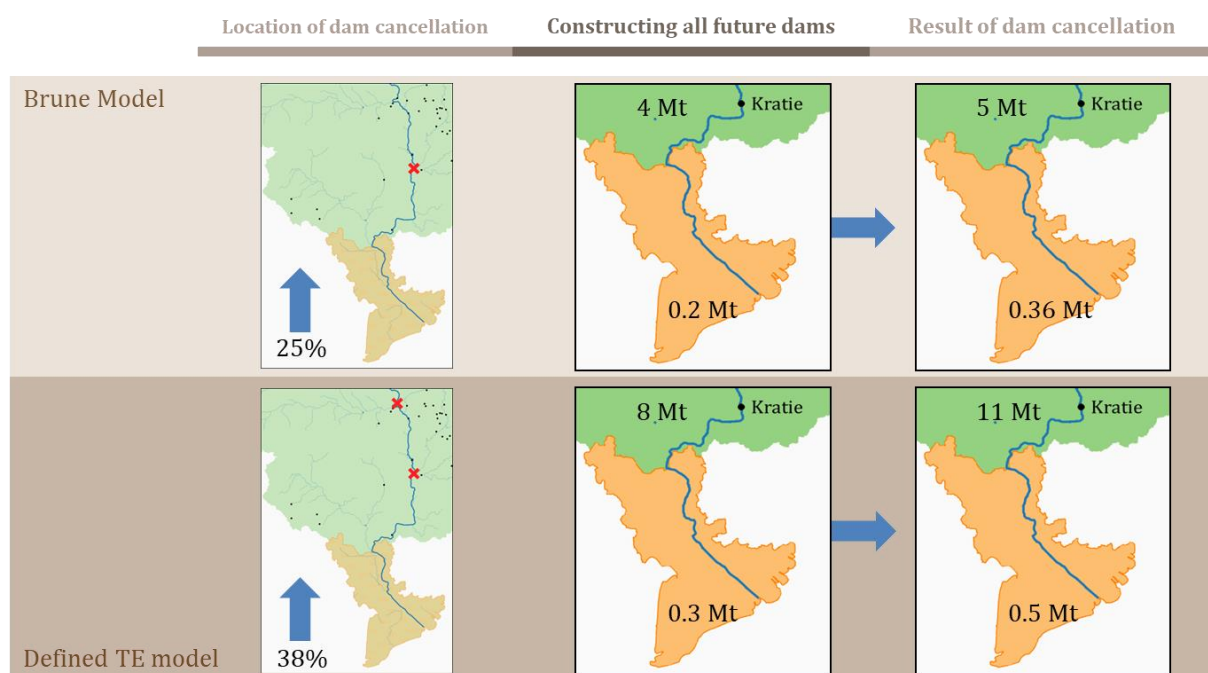 Location of dam cancellation
Constructing all future dams
Result of dam cancellation
Brune Model
25%
4 Mt
Kratie
0.2 Mt
5 Mt
Kratie
0.36 Mt
Defined TE model
38%
8 Mt
Kratie
0.3 Mt
11 Mt
Kratie
0.5 Mt